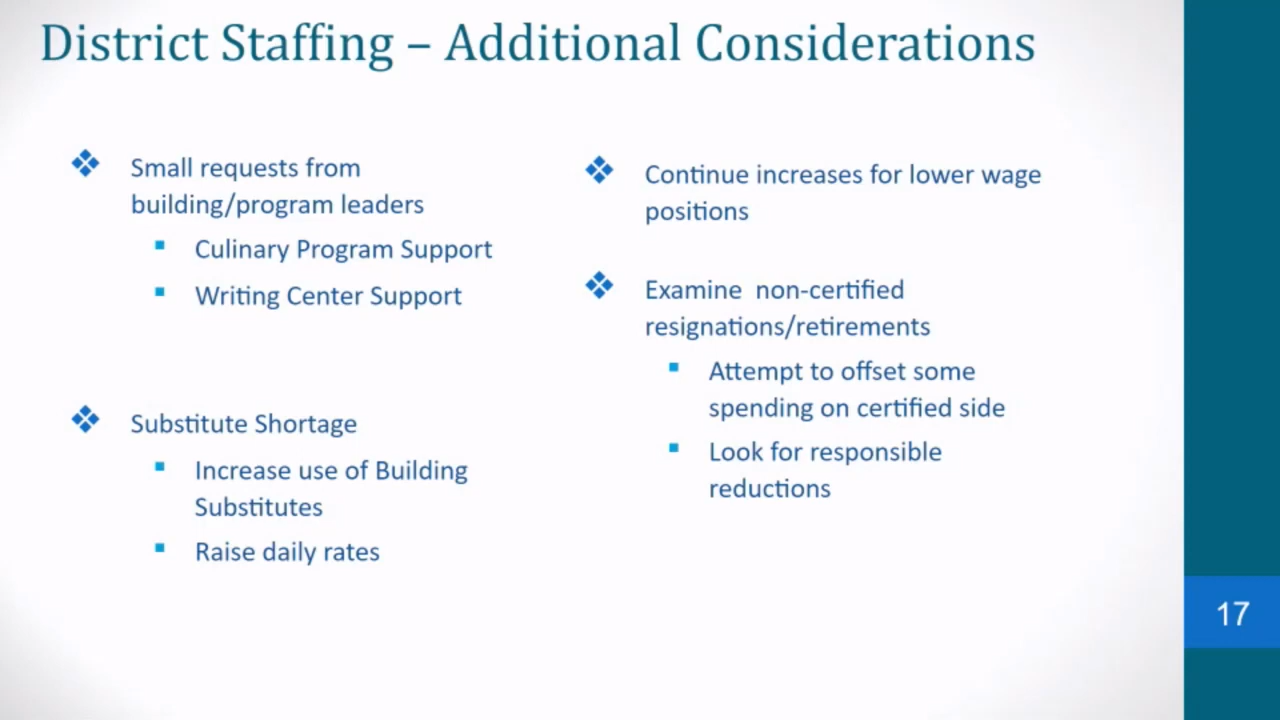 District Staffing – Additional Considerations
Small requests from
building/program leaders
Culinary Program Support
Writing Center Support
Substitute Shortage
Increase use of Building
Substitutes
Raise daily rates
Continue increases for lower wage
positions
Examine  non-certified
resignations/retirements
Attempt to offset some
spending on certified side
Look for responsible
reductions
17